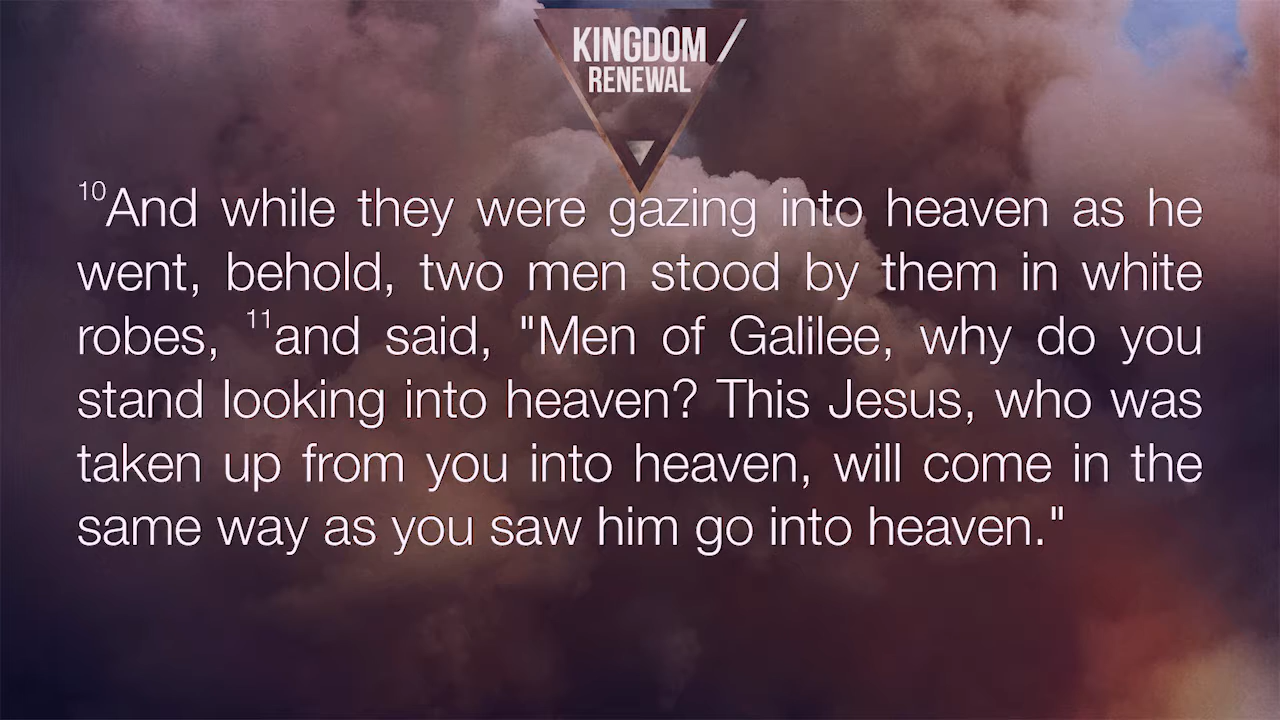 KINGDOM
RENEWAL
10And while they were gazing into heaven as he
went, behold, two men stood by them in white
robes, 11and said, "Men of Galilee, why do you
stand looking into heaven? This Jesus, who was
taken up from you into heaven, will come in the
same way as you saw him go into heaven."